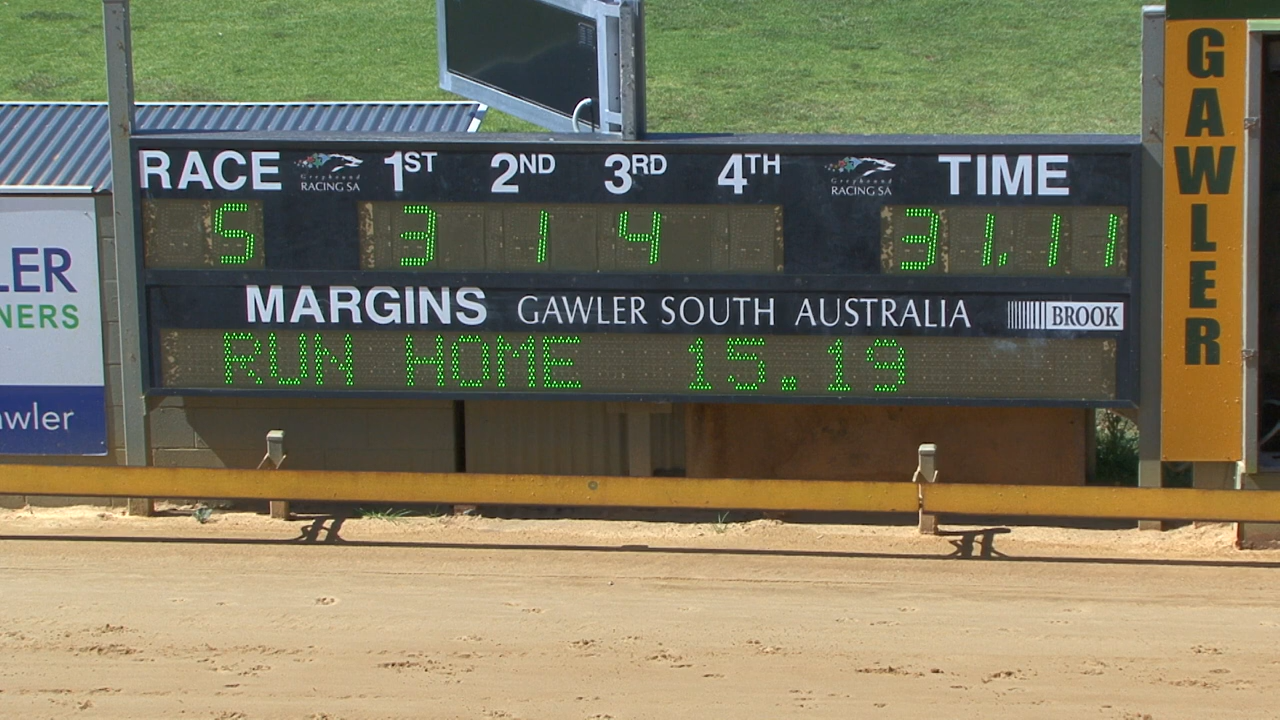 RACE Greyhound RACING SA 1ST 2ND 3RD 4TH Greyhound RACING SA TIME
5 3 1 4 31.11
MARGINS GAWLER SOUTH AUSTRALIA BROOK
RUN HOME 15.19
GAWLER
LER
NERS
awler